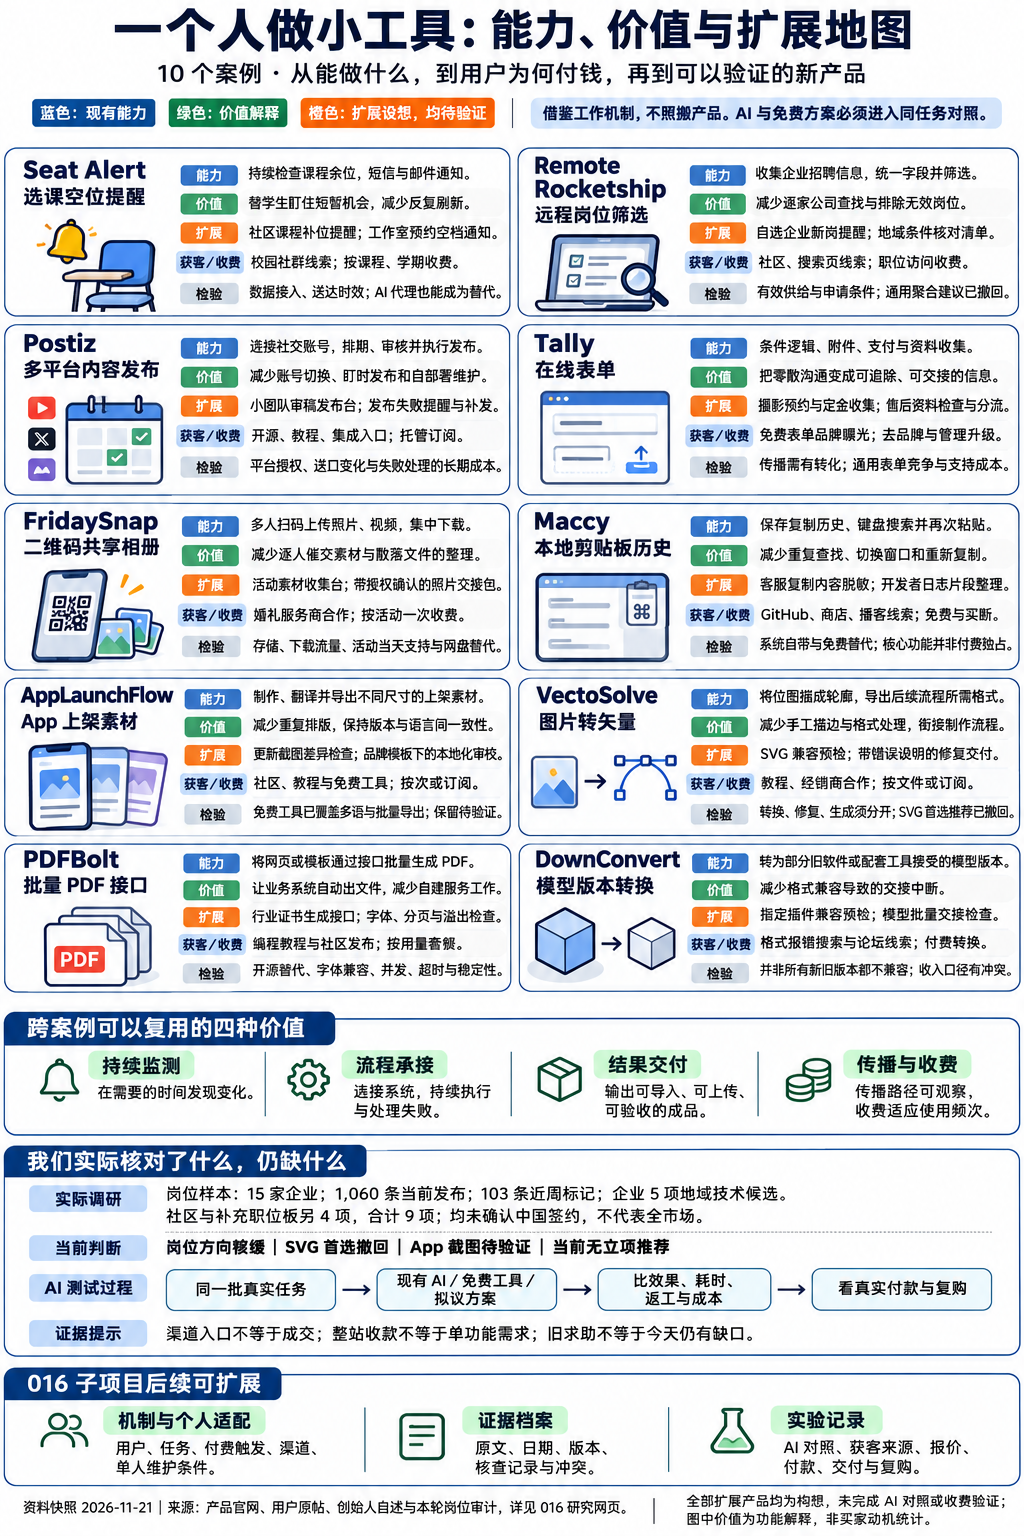 一个人做小工具：能力、价值与扩展地图
10 个案例 · 从能做什么，到用户为何付钱，再到可以验证的新产品
蓝色：现有能力
绿色：价值解释
橙色：扩展设想，均待验证
借鉴工作机制，不照搬产品。AI 与免费方案必须进入同任务对照。
Seat Alert
选课空位提醒
能力 持续检查课程余位，短信与邮件通知。
价值 替学生盯住短暂机会，减少反复刷新。
扩展 社区课程补位提醒；工作室预约空档通知。
获客/收费 校园社群线索；按课程、学期收费。
检验 数据接入、送达时效；AI 代理也能成为替代。
Remote
Rocketship
远程岗位筛选
能力 收集企业招聘信息，统一字段并筛选。
价值 减少逐家公司查找与排除无效岗位。
扩展 自选企业新岗提醒；地域条件核对清单。
获客/收费 社区、搜索页线索；职位访问收费。
检验 有效供给与申请条件；通用聚合建议已撤回。
Postiz
多平台内容发布
能力 连接社交账号，排期、审核并执行发布。
价值 减少账号切换、盯时发布和自部署维护。
扩展 小团队审稿发布台；发布失败提醒与补发。
获客/收费 开源、教程、集成入口；托管订阅。
检验 平台授权、送口变化与失败处理的长期成本。
Tally
在线表单
能力 条件逻辑、附件、支付与资料收集。
价值 把零散沟通变成可追踪、可交接的信息。
扩展 摄影预约与定金收集；售后资料检查与分流。
获客/收费 免费表单品牌曝光；去品牌与管理升级。
检验 传播需有转化；通用表单竞争与支持成本。
FridaySnap
二维码共享相册
能力 多人扫码上传照片、视频，集中下载。
价值 减少逐人催交素材与散落文件的整理。
扩展 活动素材收集台；带授权确认的照片交接包。
获客/收费 婚礼服务商合作；按活动一次收费。
检验 存储、下载流量、活动当天支持与网盘替代。
Maccy
本地剪贴板历史
能力 保存复制历史、键盘搜索并再次粘贴。
价值 减少重复查找、切换窗口和重新复制。
扩展 客服复制内容脱敏；开发者日志片段整理。
获客/收费 GitHub、商店、播客线索；免费与买断。
检验 系统自带与免费替代；核心功能并非付费独占。
AppLaunchFlow
App 上架素材
能力 制作、翻译并导出不同尺寸的上架素材。
价值 减少重复排版，保持版本与语言间一致性。
扩展 更新截图差异检查；品牌模板下的本地化审校。
获客/收费 社区、教程与免费工具；按次或订阅。
检验 免费工具已覆盖多语与批量导出；保留待验证。
VectoSolve
图片转矢量
能力 将位图描成轮廓，导出后续流程所需格式。
价值 减少手工描边与格式处理，衔接制作流程。
扩展 SVG 兼容预检；带错误说明的修复交付。
获客/收费 教程、经销商合作；按文件或订阅。
检验 转换、修复、生成须分开；SVG 首选推荐已撤回。
PDFBolt
批量 PDF 接口
PDF
能力 将网页或模板通过接口批量生成 PDF。
价值 让业务系统自动出文件，减少自建服务工作。
扩展 行业证书生成接口；字体、分页与溢出检查。
获客/收费 编程教程与社区发布；按用量套餐。
检验 开源替代、字体兼容、并发、超时与稳定性。
DownConvert
模型版本转换
能力 转为部分旧软件或配套工具接受的模型版本。
价值 减少格式兼容导致的交接中断。
扩展 指定插件兼容预检；模型批量交接检查。
获客/收费 格式报错搜索与论坛线索；付费转换。
检验 并非所有新旧版本都不兼容；收入口径有冲突。
跨案例可以复用的四种价值
持续监测
在需要的时间发现变化。
流程承接
连接系统，持续执行
与处理失败。
结果交付
输出可导入、可上传、
可验收的成品。
传播与收费
传播路径可观察，
收费适应使用频次。
我们实际核对了什么，仍缺什么
实际调研 岗位样本：15 家企业；1,060 条当前发布；103 条近周标记；企业 5 项地域技术候选。
社区与补充职位板另 4 项，合计 9 项；均未确认中国签约，不代表全市场。
当前判断 岗位方向较缓 | SVG 首选撤回 | App 截图待验证 | 当前无立项推荐
AI 测试过程
同一批真实任务
现有 AI / 免费工具 /
拟议方案
比效果、耗时、
返工与成本
看真实付款与复购
证据提示 渠道入口不等于成交；整站收款不等于单功能需求；旧求助不等于今天仍有缺口。
016 子项目后续可扩展
机制与个人适配
用户、任务、付费触发、渠道、
单人维护条件。
证据档案
原文、日期、版本、
核查记录与冲突。
实验记录
AI 对照、获客来源、报价、
付款、交付与复购。
资料快照 2026-11-21 | 来源：产品官网、用户原帖、创始人自述与本轮岗位审计，详见 016 研究网页。
全部扩展产品均为构想，未完成 AI 对照或收费验证；
图中价值为功能解释，非买家动机统计。